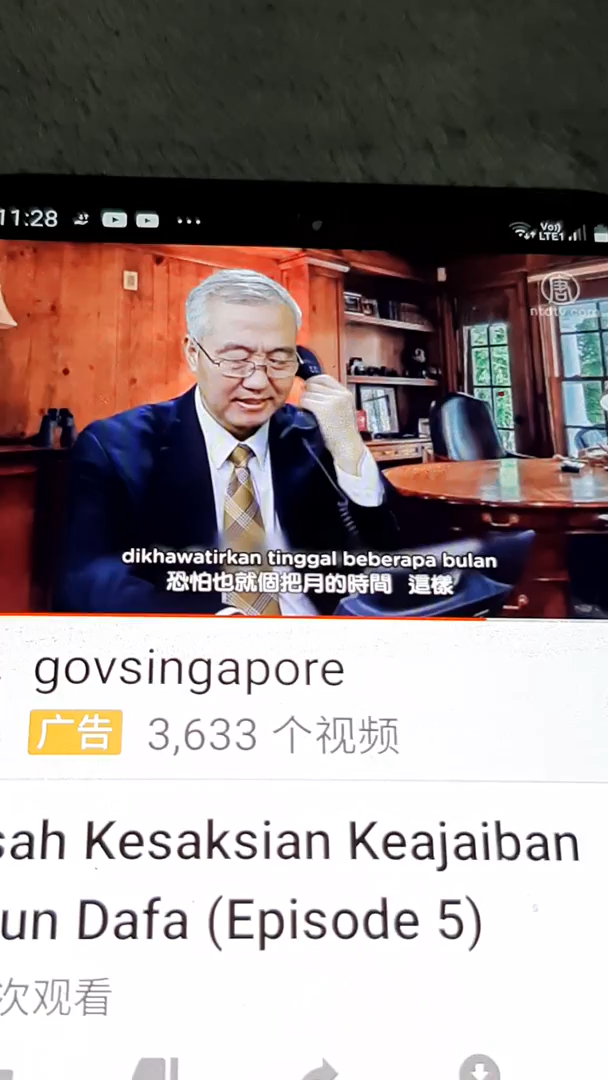 11:28
Vo))
LTE1
唐
ntdtv.com
dikhawatirkan tinggal beberapa bulan
恐怕也就個把月的時間 這樣
govsingapore
广告 3,633 个视频
sah Kesaksian Keajaiban
un Dafa (Episode 5)
次观看